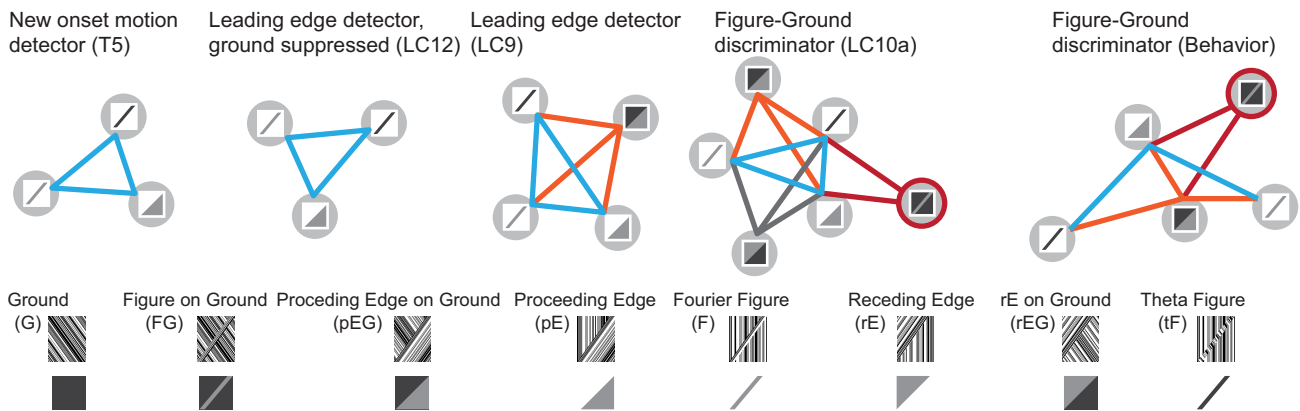 New onset motion
detector (T5)
Leading edge detector,
ground suppressed (LC12)
Leading edge detector
(LC9)
Figure-Ground
discriminator (LC10a)
Figure-Ground
discriminator (Behavior)
Ground
(G)
Figure on Ground
(FG)
Proceding Edge on Ground
(pEG)
Proceeding Edge
(pE)
Fourier Figure
(F)
Receding Edge
(rE)
rE on Ground
(rEG)
Theta Figure
(tF)